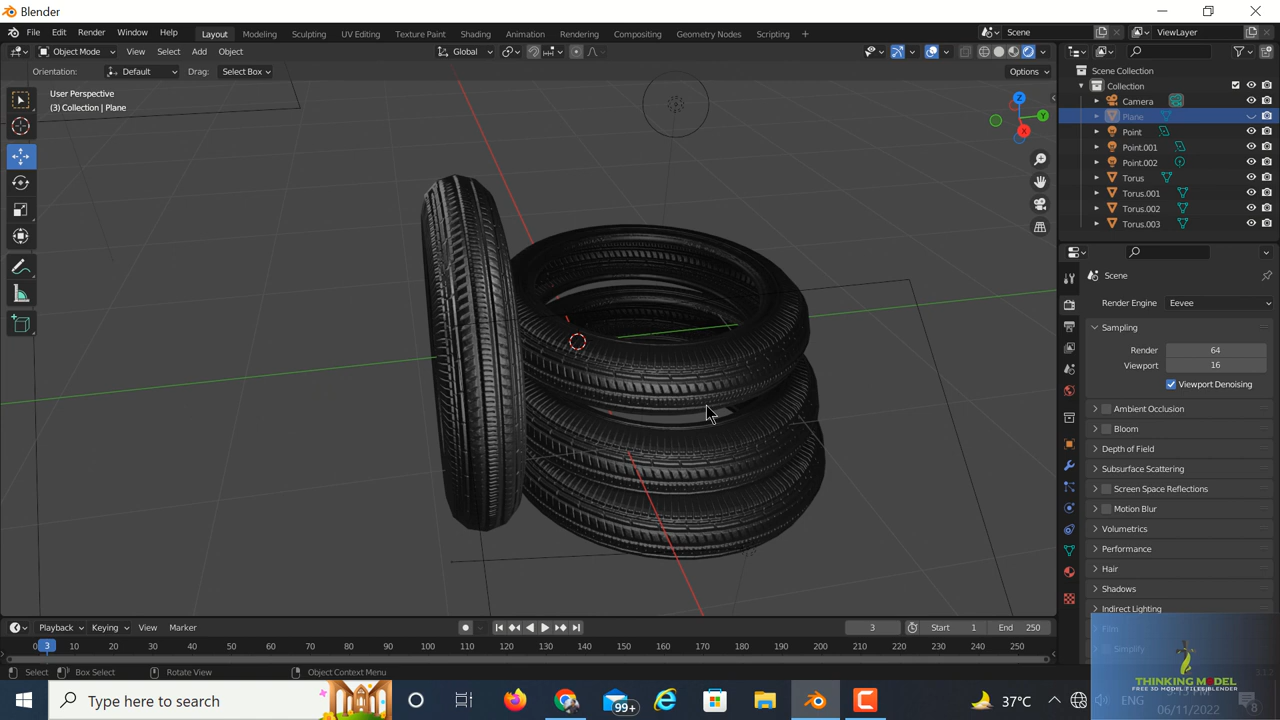 Blender
File Edit Render Window Help Layout Modeling Sculpting UV Editing Texture Paint Shading Animation Rendering Compositing Geometry Nodes Scripting + Scene ViewLayer
Object Mode View Select Add Object Global Options
Orientation: Default Drag: Select Box
User Perspective
(3) Collection | Plane
Z
Y
X
Scene Collection
Collection
Camera
Plane
Point
Point.001
Point.002
Torus
Torus.001
Torus.002
Torus.003
Scene
Render Engine Eevee
Sampling
Render 64
Viewport 16
Viewport Denoising
Ambient Occlusion
Bloom
Depth of Field
Subsurface Scattering
Screen Space Reflections
Motion Blur
Volumetrics
Performance
Hair
Shadows
Indirect Lighting
Film
Simplify
Playback Keying View Marker 3 Start 1 End 250
0 3 10 20 30 40 50 60 70 80 90 100 110 120 130 140 150 160 170 180 190 200 210 220 230 240 250
Select Box Select Rotate View Object Context Menu
THINKING MODEL
FREE 3D MODEL FILES|BLENDER
Type here to search 99+ 37°C ENG 06/11/2022 8